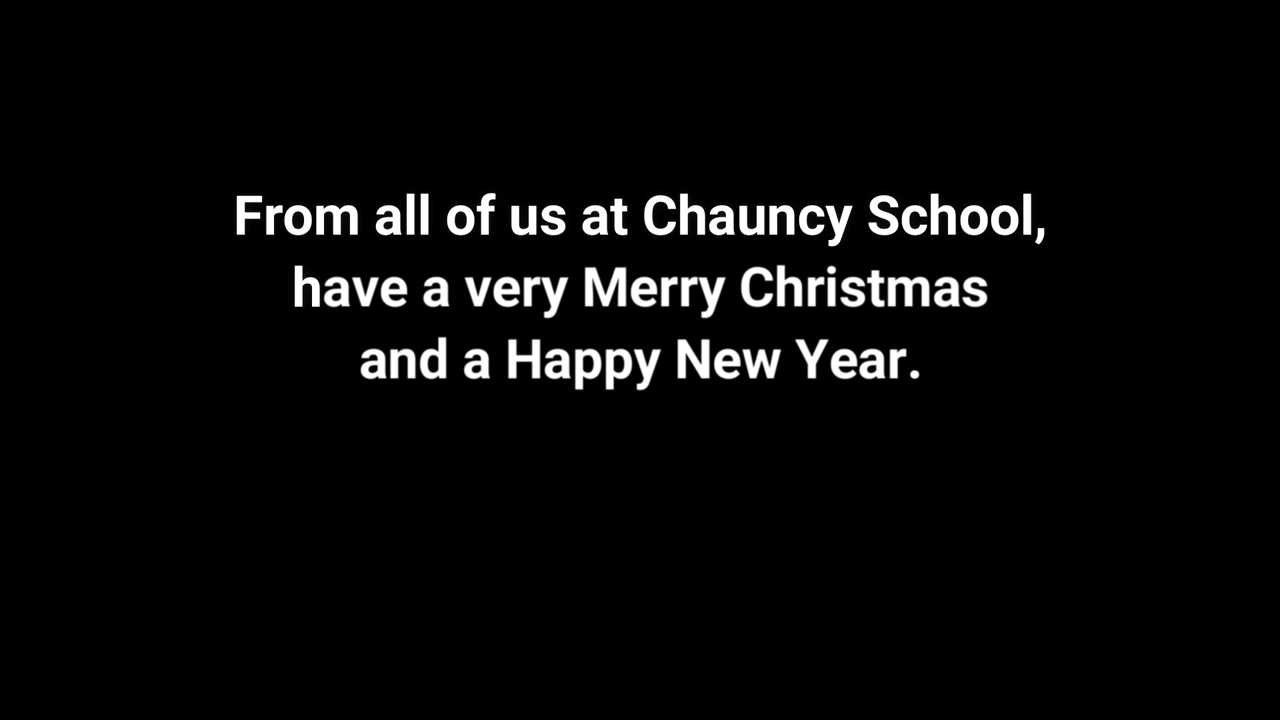 From all of us at Chauncy School,
have a very Merry Christmas
and a Happy New Year.